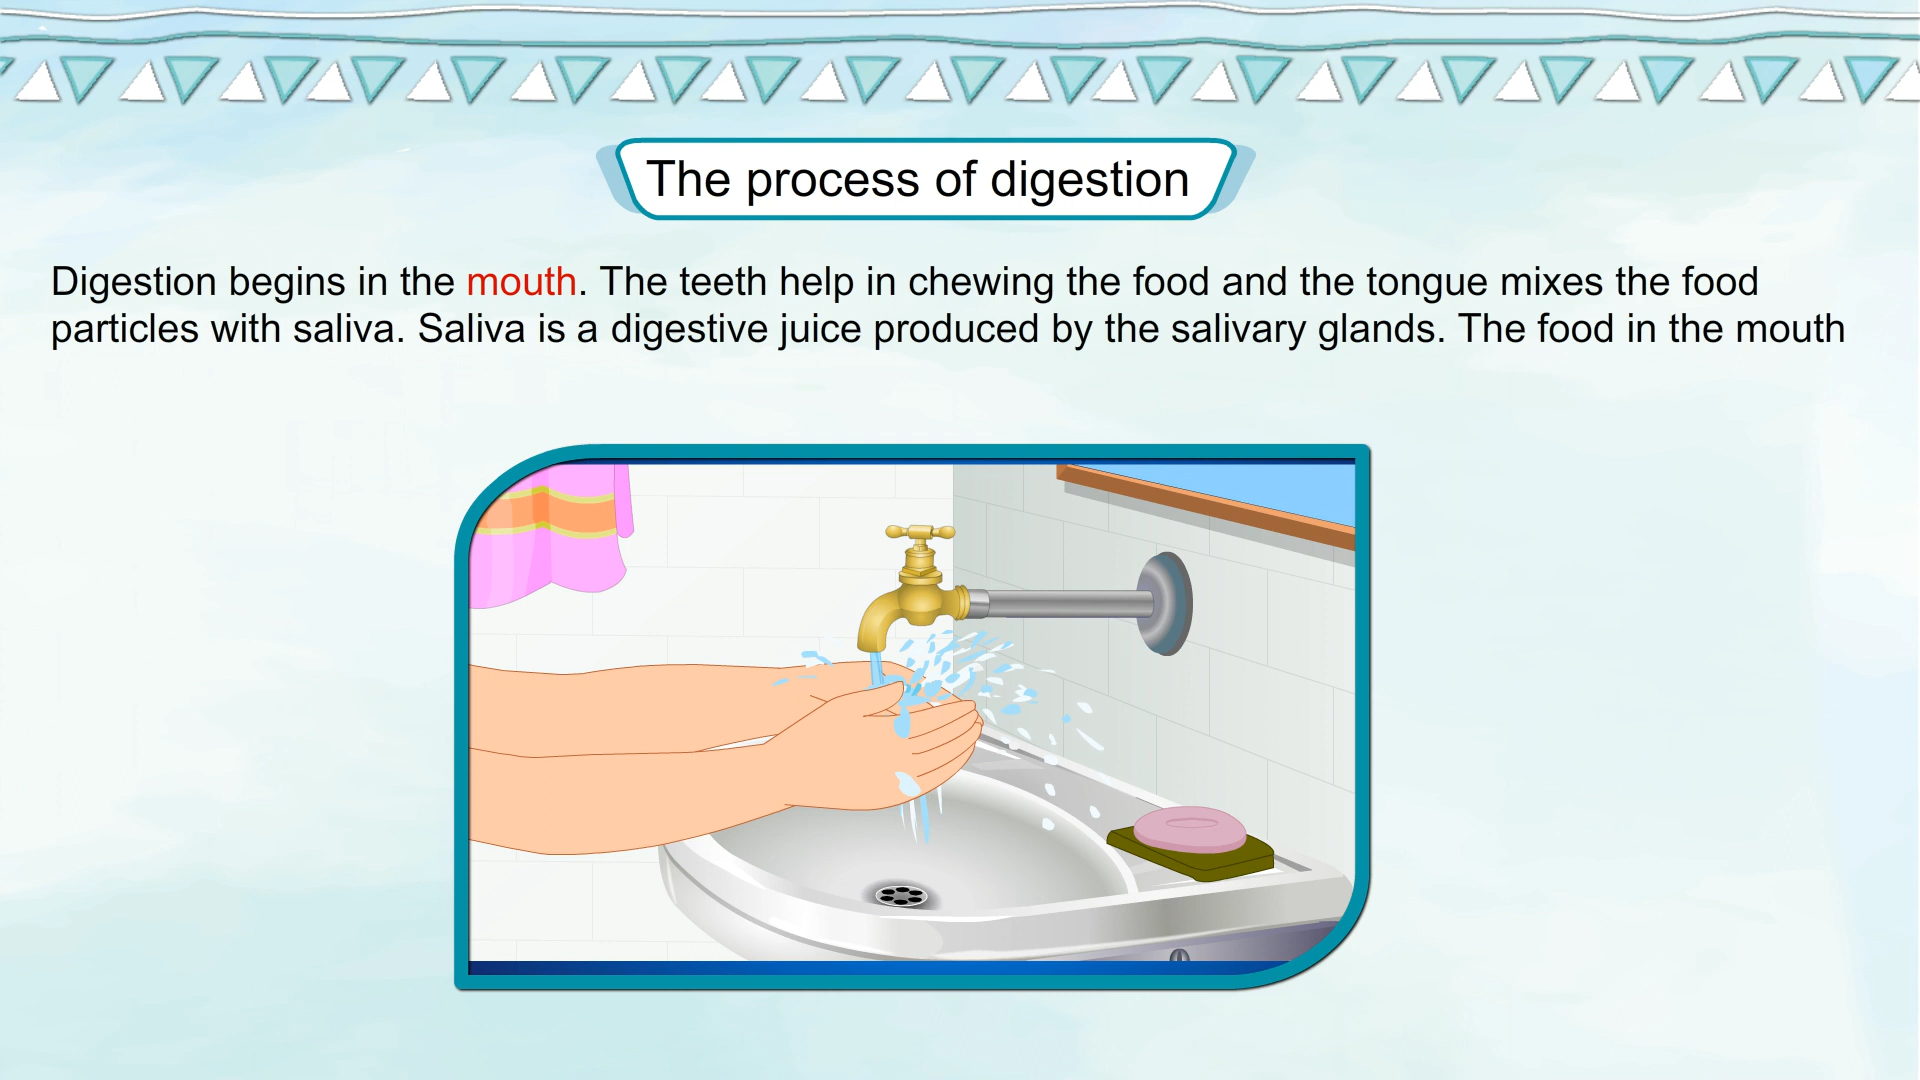 The process of digestion
Digestion begins in the mouth. The teeth help in chewing the food and the tongue mixes the food
particles with saliva. Saliva is a digestive juice produced by the salivary glands. The food in the mouth